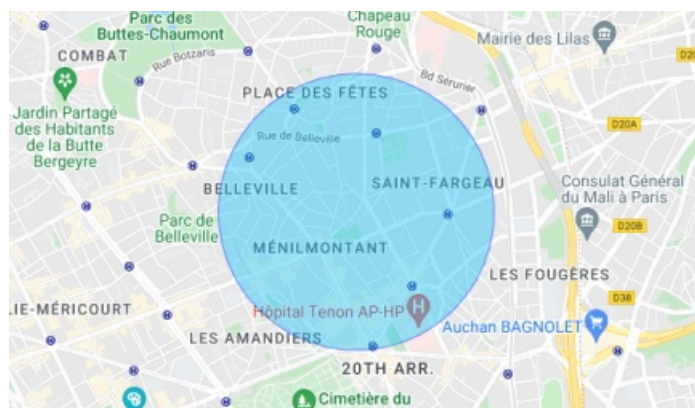 Parc des
Buttes-Chaumont
Chapeau
Rouge
Mairie des Lilas
COMBAT
Rue Botzaris
Bd Sérurier
PLACE DES FÊTES
Jardin Partagé
des Habitants
de la Butte
Bergeyre
Rue de Belleville
D20A
BELLEVILLE
SAINT-FARGEAU
Consulat Général
du Mali à Paris
Parc de
Belleville
D20B
MÉNILMONTANT
LES FOUGÈRES
LIE-MÉRICOURT
Hôpital Tenon AP-HP
H
D38
LES AMANDIERS
Auchan BAGNOLET
20TH ARR.
Cimetière du